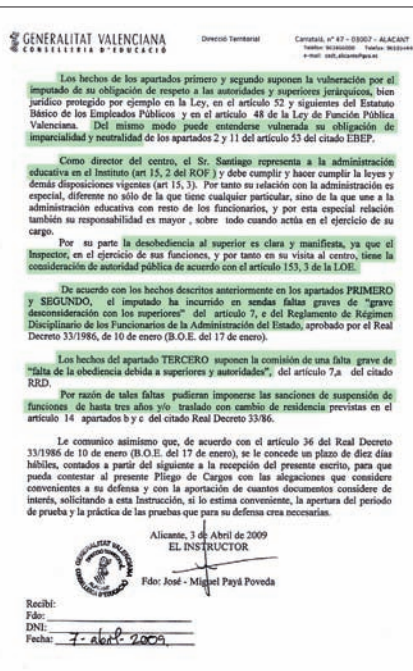 GENERALITAT VALENCIANA
CONSELLERIA D'EDUCACIÓ
Direcció Territorial
Carratalá, nº 47 – 03007 – ALACANT
Los hechos de los apartados primero y segundo suponen la vulneración por el
imputado de su obligación de respeto a las autoridades y superiores jerárquicos, bien
jurídico protegido por ejemplo en la Ley, en el artículo 52 y siguientes del Estatuto
Básico de los Empleados Públicos y en el artículo 48 de la Ley de Función Pública
Valenciana. Del mismo modo puede entenderse vulnerada su obligación de
imparcialidad y neutralidad de los apartados 2 y 11 del artículo 53 del citado EBEP.
Como director del centro, el Sr. Santiago representa a la administración
educativa en el Instituto (art 15, 2 del ROF ) y debe cumplir y hacer cumplir la leyes y
demás disposiciones vigentes (art 15, 3). Por tanto su relación con la administración es
especial, diferente no sólo de la que tiene cualquier particular, sino de la que une a la
administración educativa con resto de los funcionarios, y por esta especial relación
también su responsabilidad es mayor , sobre todo cuando actúa en el ejercicio de su
cargo.
Por su parte la desobediencia al superior es clara y manifiesta, ya que el
Inspector, en el ejercicio de sus funciones, y por tanto en su visita al centro, tiene la
consideración de autoridad pública de acuerdo con el artículo 153, 3 de la LOE.
De acuerdo con los hechos descritos anteriormente en los apartados PRIMERO
y SEGUNDO, el imputado ha incurrido en sendas faltas graves de "grave
desconsideración con los superiores" del artículo 7, e del Reglamento de Régimen
Disciplinario de los Funcionarios de la Administración del Estado, aprobado por el Real
Decreto 33/1986, de 10 de enero (B.O.E. del 17 de enero).
Los hechos del apartado TERCERO suponen la comisión de una falta grave de
"falta de la obediencia debida a superiores y autoridades", del artículo 7,a del citado
RRD.
Por razón de tales faltas pudieran imponerse las sanciones de suspensión de
funciones de hasta tres años y/o traslado con cambio de residencia previstas en el
artículo 14 apartados b y c del citado Real Decreto 33/86.
Le comunico asimismo que, de acuerdo con el artículo 36 del Real Decreto
33/1986 de 10 de enero (B.O.E. del 17 de enero), se le concede un plazo de diez días
hábiles, contados a partir del siguiente a la recepción del presente escrito, para que
pueda contestar al presente Pliego de Cargos con las alegaciones que considere
convenientes a su defensa y con la aportación de cuantos documentos considere de
interés, solicitando a esta Instrucción, si lo estima conveniente, la apertura del periodo
de prueba y la práctica de las pruebas que para su defensa crea necesarias.
Alicante, 3 de Abril de 2009
EL INSTRUCTOR
GENERALITAT VALENCIANA
Fdo: José - Miguel Payá Poveda
Recibí:
Fdo:
DNI:
Fecha: 7 - abril - 2009